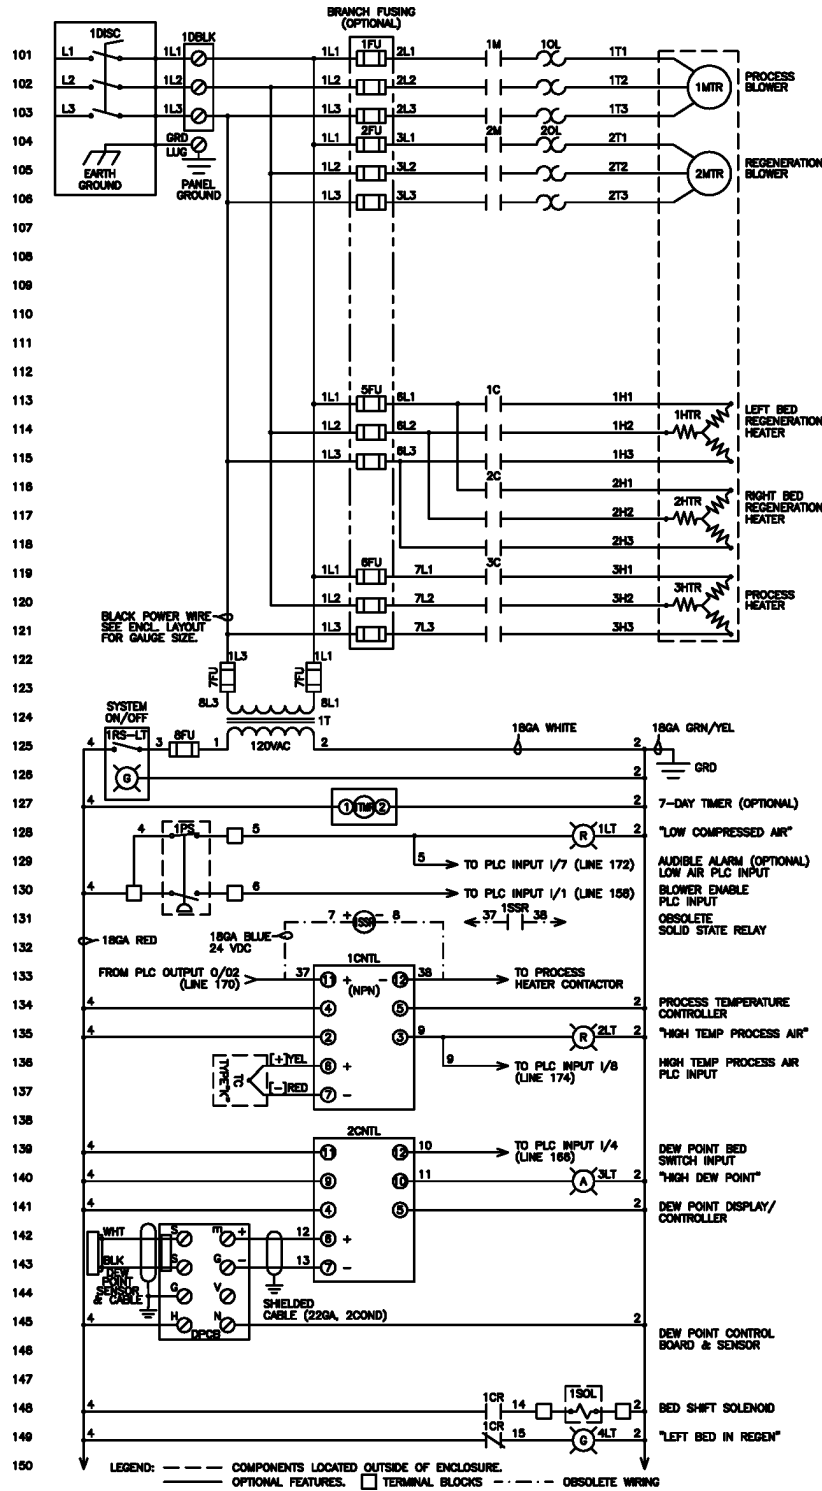 BRANCH FUSING
(OPTIONAL)
1DISC 1DBLK 1FU 1M 1OL
101 L1 1L1 1L1 2L1 1T1
102 L2 1L2 1L2 2L2 1T2 1MTR PROCESS
BLOWER
103 L3 1L3 1L3 2L3 1T3
2FU 2M 2OL
104 GRD
LUG 1L1 3L1 2T1
105 EARTH
GROUND PANEL
GROUND 1L2 3L2 2T2 2MTR REGENERATION
BLOWER
106 1L3 3L3 2T3
107
108
109
110
111
112
5FU 1C
113 1L1 6L1 1H1 LEFT BED
REGENERATION
HEATER
114 1L2 6L2 1H2 1HTR
115 1L3 6L3 1H3
2C
116 2H1 RIGHT BED
REGENERATION
HEATER
117 2H2 2HTR
118 2H3
6FU 3C
119 1L1 7L1 3H1 PROCESS
HEATER
120 1L2 7L2 3H2 3HTR
121 1L3 7L3 3H3
BLACK POWER WIRE
SEE ENCL. LAYOUT
FOR GAUGE SIZE.
122 1L3 1L1
7FU 7FU
123 8L3 8L1
124 SYSTEM
ON/OFF 1T 18GA WHITE 18GA GRN/YEL
125 4 1RS-LT 3 8FU 1 120VAC 2 2
GRD
126 G 2
127 4 1 TMR 2 2 7-DAY TIMER (OPTIONAL)
128 4 1PS 5 R 1LT 2 "LOW COMPRESSED AIR"
129 5 TO PLC INPUT I/7 (LINE 172) AUDIBLE ALARM (OPTIONAL)
LOW AIR PLC INPUT
130 4 6 TO PLC INPUT I/1 (LINE 158) BLOWER ENABLE
PLC INPUT
131 7 + 1SSR - 8 37 1SSR 38 OBSOLETE
SOLID STATE RELAY
132 18GA RED 18GA BLUE
24 VDC
1CNTL
133 FROM PLC OUTPUT O/02
(LINE 170) 37 11 + (NPN) - 12 38 TO PROCESS
HEATER CONTACTOR
134 4 4 5 2 PROCESS TEMPERATURE
CONTROLLER
135 4 2 3 9 R 2LT 2 "HIGH TEMP PROCESS AIR"
136 TC
TYPE "K" [+]YEL 6 + 9 TO PLC INPUT I/8
(LINE 174) HIGH TEMP PROCESS AIR
PLC INPUT
137 [-]RED 7 -
138
2CNTL
139 4 11 12 10 TO PLC INPUT I/4
(LINE 166) DEW POINT BED
SWITCH INPUT
140 4 9 10 11 A 3LT 2 "HIGH DEW POINT"
141 4 4 5 2 DEW POINT DISPLAY/
CONTROLLER
142 WHT S E + 12 6 +
143 BLK S G - 13 7 -
DEW
POINT
SENSOR
& CABLE
144 G V SHIELDED
CABLE (22GA, 2COND)
145 4 H N 2 DEW POINT CONTROL
BOARD & SENSOR
DPCB
146
147
148 4 1CR 14 1SOL 2 BED SHIFT SOLENOID
149 4 1CR 15 G 4LT 2 "LEFT BED IN REGEN"
150 LEGEND: COMPONENTS LOCATED OUTSIDE OF ENCLOSURE.
OPTIONAL FEATURES. TERMINAL BLOCKS OBSOLETE WIRING